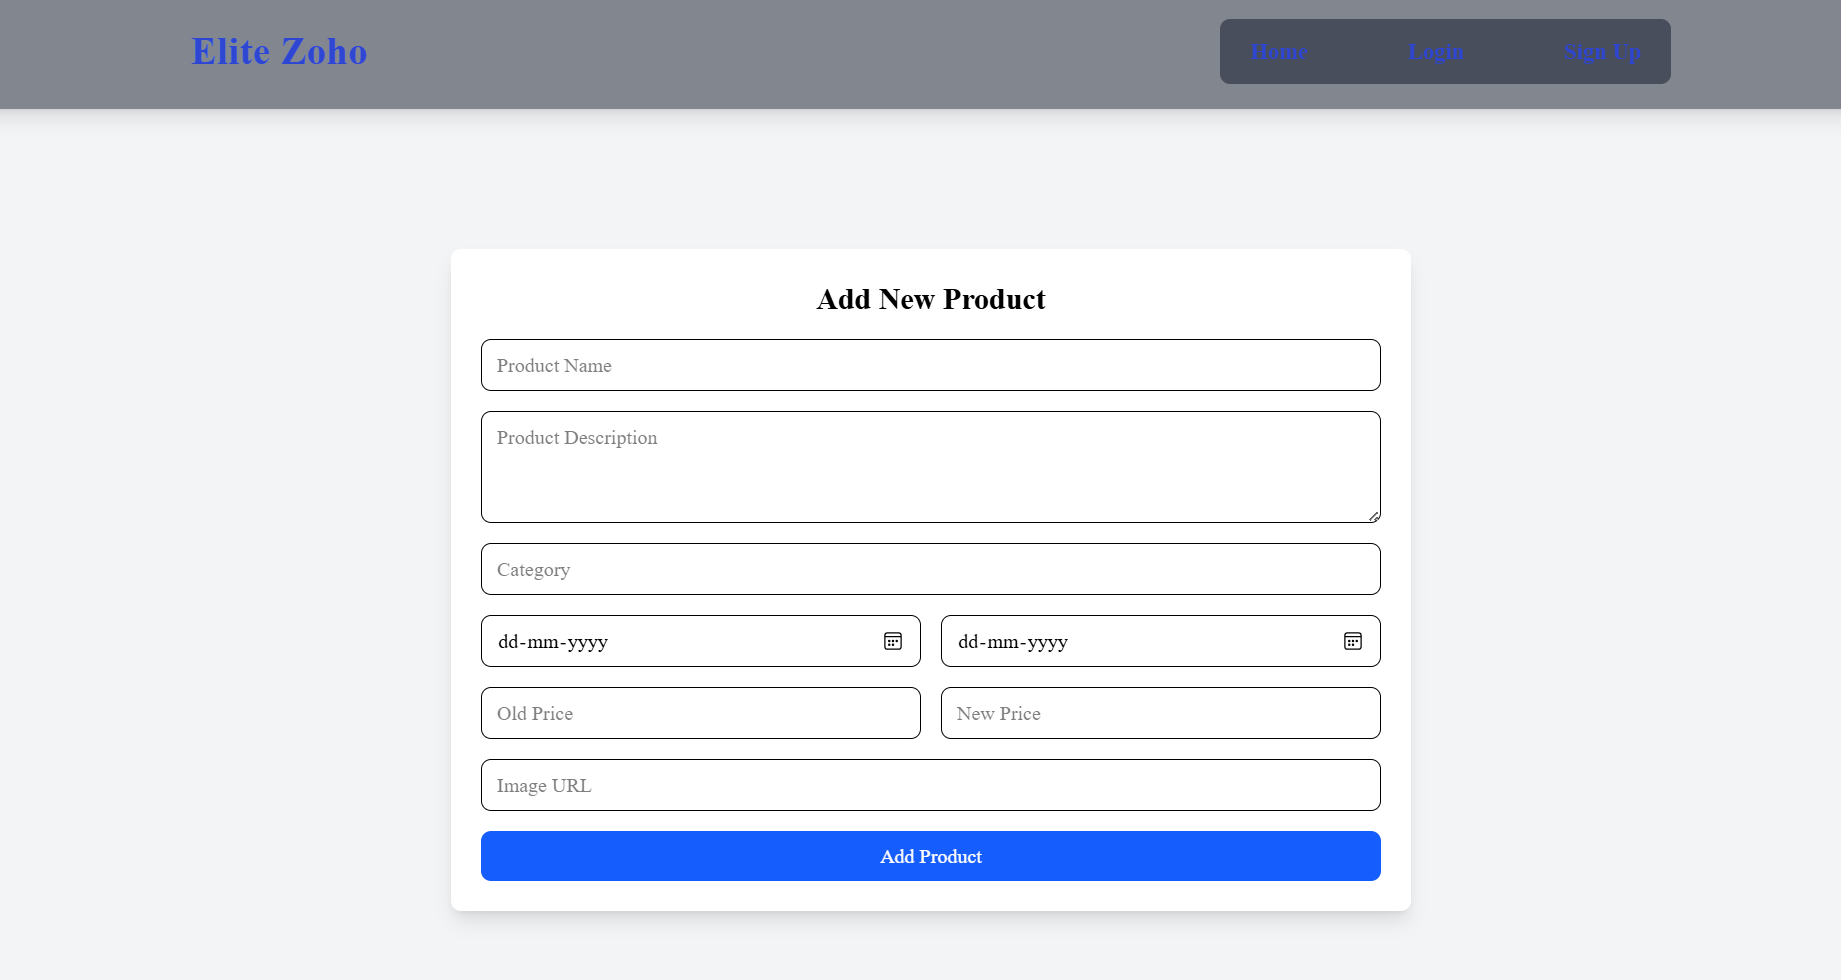 Elite Zoho
Home Login Sign Up
Add New Product
Product Name
Product Description
Category
dd-mm-yyyy dd-mm-yyyy
Old Price New Price
Image URL
Add Product